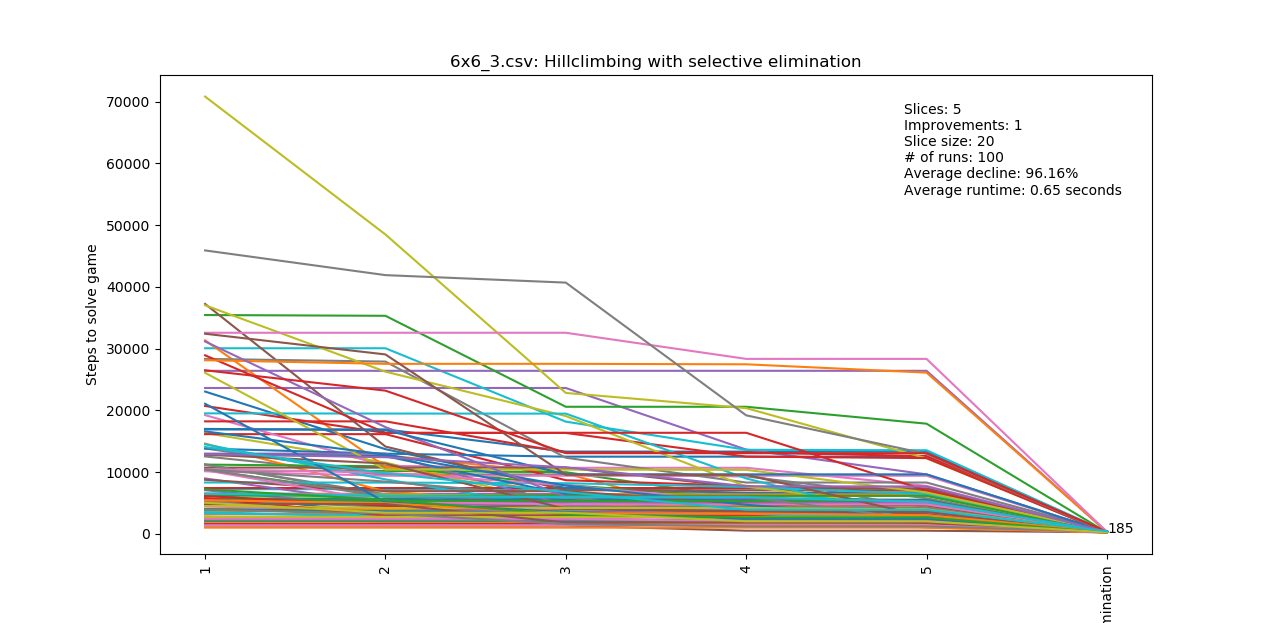 6x6_3.csv: Hillclimbing with selective elimination
Slices: 5
Improvements: 1
Slice size: 20
# of runs: 100
Average decline: 96.16%
Average runtime: 0.65 seconds
Steps to solve game
70000
60000
50000
40000
30000
20000
10000
0
185
1
2
3
4
5